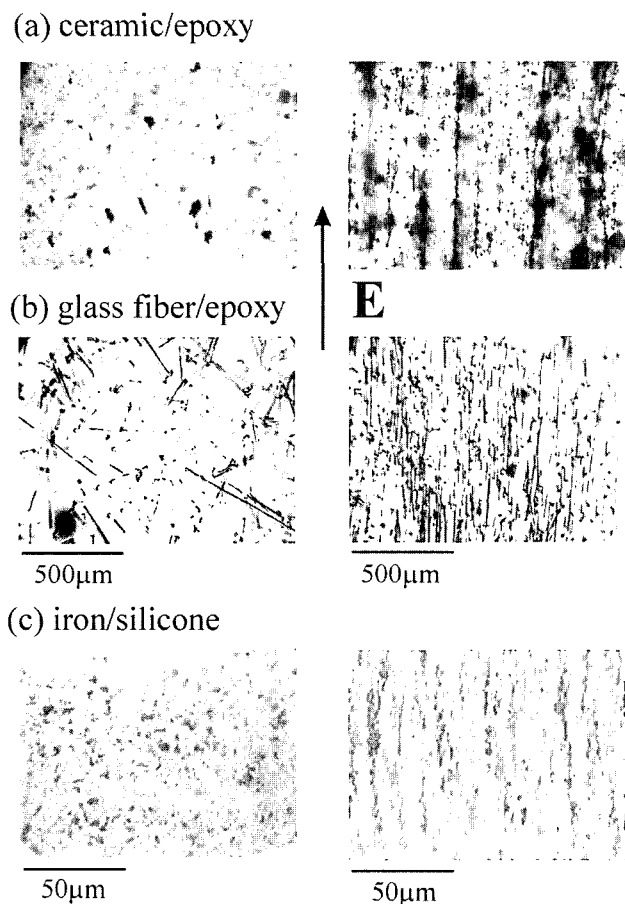 (a) ceramic/epoxy
(b) glass fiber/epoxy
E
500μm
500μm
(c) iron/silicone
50μm
50μm